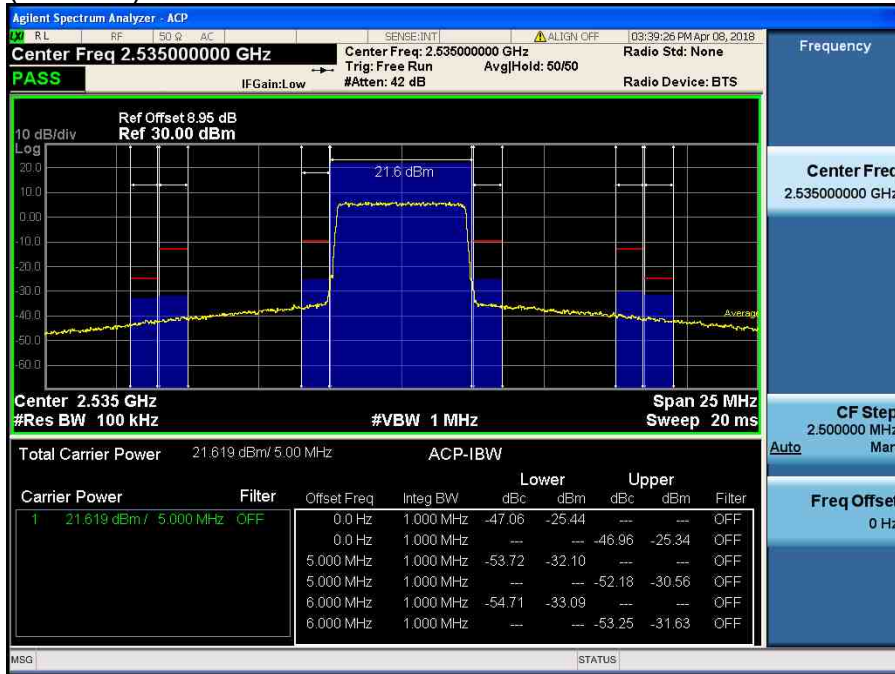 Agilent Spectrum Analyzer - ACP
LXI RL RF 50 Ω AC SENSE:INT ALIGN OFF 03:39:26 PM Apr 08, 2018
Center Freq 2.535000000 GHz
Center Freq: 2.535000000 GHz
Radio Std: None
Trig: Free Run Avg|Hold: 50/50
PASS
IFGain:Low
#Atten: 42 dB
Radio Device: BTS
Ref Offset 8.95 dB
10 dB/div Ref 30.00 dBm
Log
21.6 dBm
20.0
10.0
0.00
-10.0
-20.0
-30.0
-40.0
-50.0
-60.0
Average
Center 2.535 GHz Span 25 MHz
#Res BW 100 kHz #VBW 1 MHz Sweep 20 ms
Total Carrier Power 21.619 dBm/ 5.00 MHz ACP-IBW
Lower Upper
Carrier Power Filter Offset Freq Integ BW dBc dBm dBc dBm Filter
1 21.619 dBm / 5.000 MHz OFF 0.0 Hz 1.000 MHz -47.06 -25.44 --- --- OFF
0.0 Hz 1.000 MHz --- --- -46.96 -25.34 OFF
5.000 MHz 1.000 MHz -53.72 -32.10 --- --- OFF
5.000 MHz 1.000 MHz --- --- -52.18 -30.56 OFF
6.000 MHz 1.000 MHz -54.71 -33.09 --- --- OFF
6.000 MHz 1.000 MHz --- --- -53.25 -31.63 OFF
MSG STATUS
Frequency
Center Freq
2.535000000 GHz
CF Step
2.500000 MHz
Auto Man
Freq Offset
0 Hz